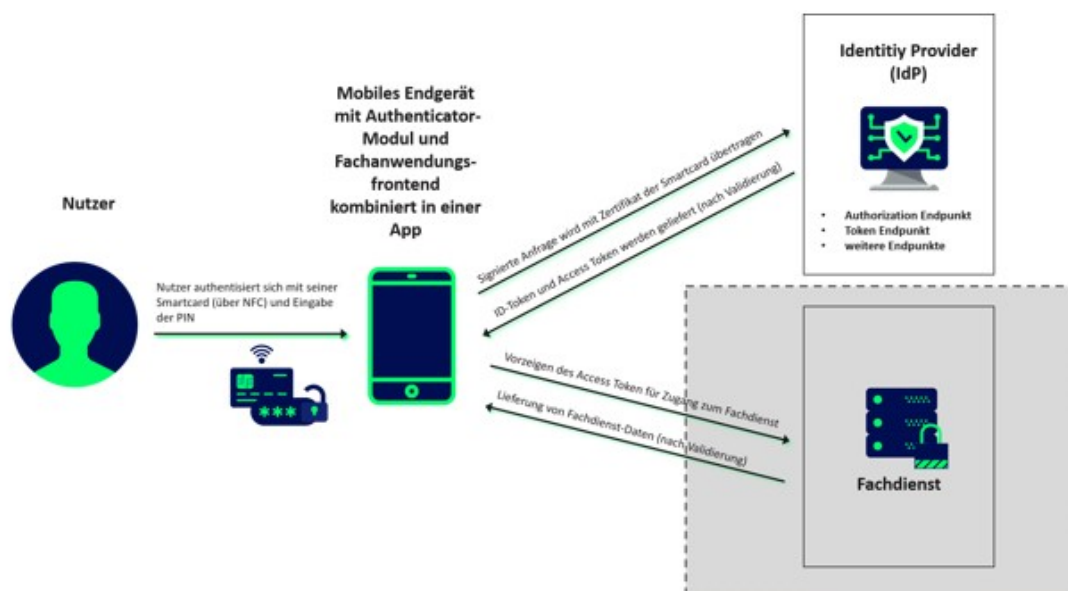 Identitiy Provider
(IdP)
Authorization Endpunkt
Token Endpunkt
weitere Endpunkte
Mobiles Endgerät
mit Authenticator-
Modul und
Fachanwendungs-
frontend
kombiniert in einer
App
Nutzer
Nutzer authentisiert sich mit seiner
Smartcard (über NFC) und Eingabe
der PIN
***
Signierte Anfrage wird mit Zertifikat der Smartcard übertragen
ID-Token und Access Token werden geliefert (nach Validierung)
Vorzeigen des Access Token für Zugang zum Fachdienst
Lieferung von Fachdienst-Daten (nach Validierung)
Fachdienst